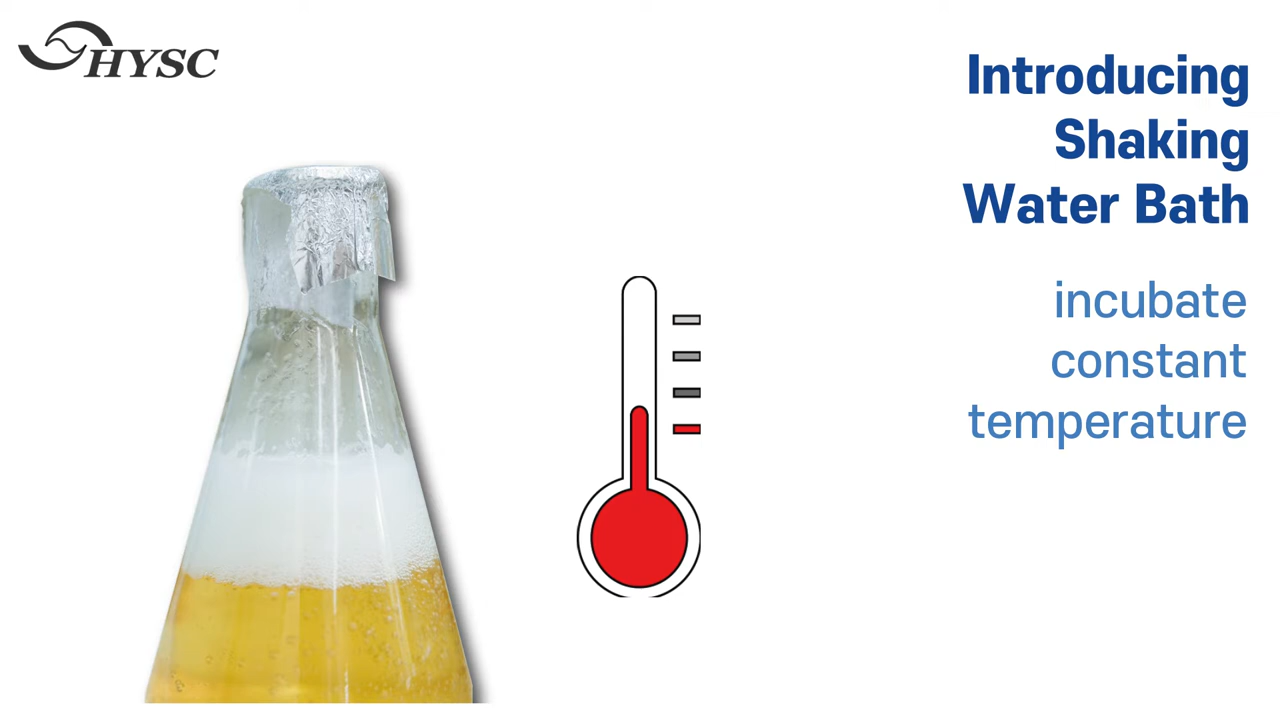 HYSC
Introducing
Shaking
Water Bath
incubate
constant
temperature